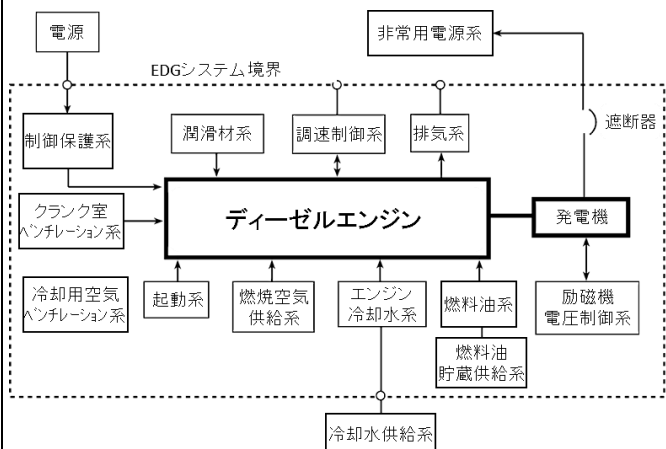 電源
非常用電源系
EDGシステム境界
遮断器
制御保護系
潤滑材系
調速制御系
排気系
クランク室
ベンチレーション系
ディーゼルエンジン
発電機
冷却用空気
ベンチレーション系
起動系
燃焼空気
供給系
エンジン
冷却水系
燃料油系
励磁機
電圧制御系
燃料油
貯蔵供給系
冷却水供給系